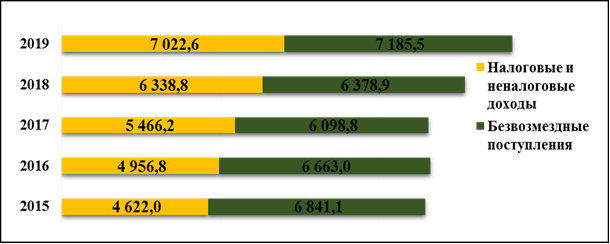 2019 7 022,6 7 185,5
2018 6 338,8 6 378,9
2017 5 466,2 6 098,8
2016 4 956,8 6 663,0
2015 4 622,0 6 841,1
Налоговые и
неналоговые
доходы
Безвозмездные
поступления